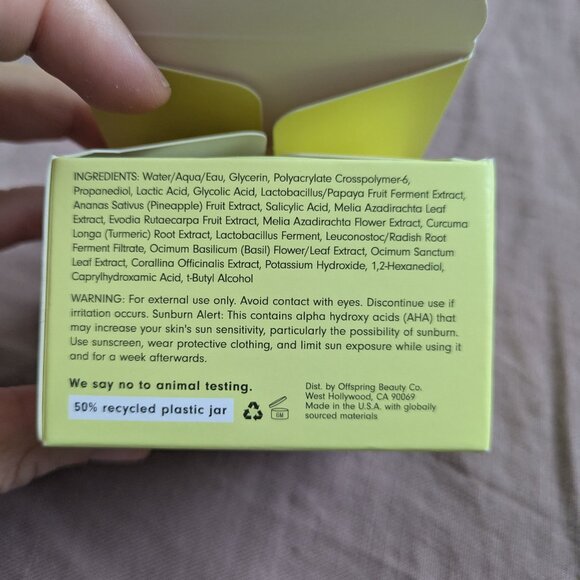 INGREDIENTS: Water/Aqua/Eau, Glycerin, Polyacrylate Crosspolymer-6,
Propanediol, Lactic Acid, Glycolic Acid, Lactobacillus/Papaya Fruit Ferment Extract,
Ananas Sativus (Pineapple) Fruit Extract, Salicylic Acid, Melia Azadirachta Leaf
Extract, Evodia Rutaecarpa Fruit Extract, Melia Azadirachta Flower Extract, Curcuma
Longa (Turmeric) Root Extract, Lactobacillus Ferment, Leuconostoc/Radish Root
Ferment Filtrate, Ocimum Basilicum (Basil) Flower/Leaf Extract, Ocimum Sanctum
Leaf Extract, Corallina Officinalis Extract, Potassium Hydroxide, 1,2-Hexanediol,
Caprylhydroxamic Acid, t-Butyl Alcohol
WARNING: For external use only. Avoid contact with eyes. Discontinue use if
irritation occurs. Sunburn Alert: This contains alpha hydroxy acids (AHA) that
may increase your skin's sun sensitivity, particularly the possibility of sunburn.
Use sunscreen, wear protective clothing, and limit sun exposure while using it
and for a week afterwards.
We say no to animal testing.
50% recycled plastic jar
6M
Dist. by Offspring Beauty Co.
West Hollywood, CA 90069
Made in the U.S.A. with globally
sourced materials